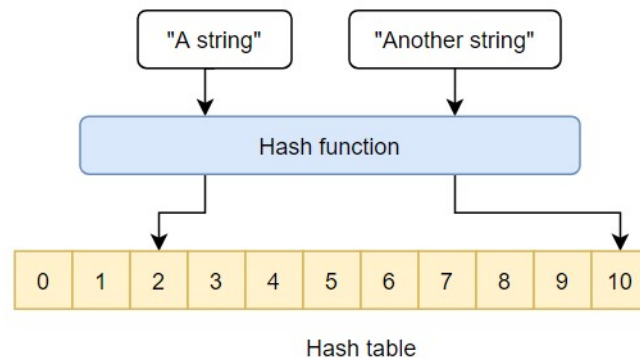 "A string" "Another string"
Hash function
0 1 2 3 4 5 6 7 8 9 10
Hash table